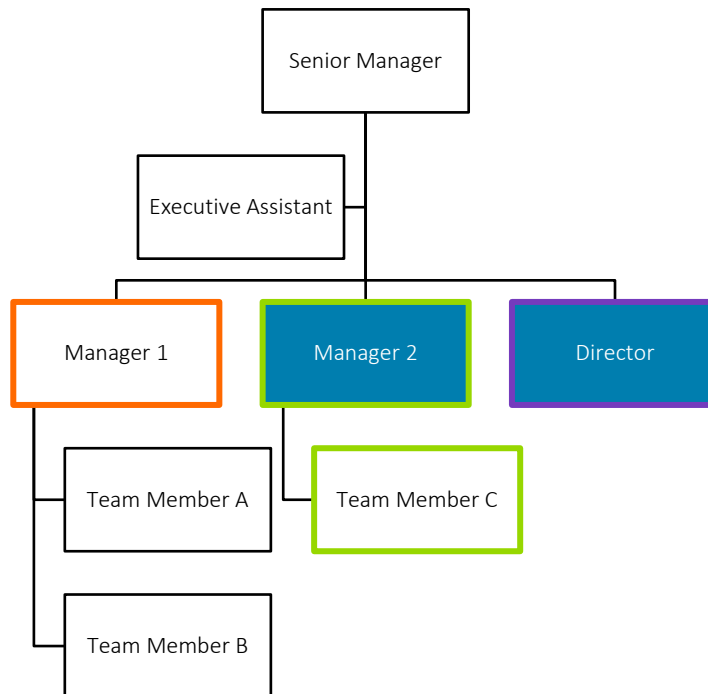 Senior Manager
Executive Assistant
Manager 1
Manager 2
Director
Team Member A
Team Member C
Team Member B